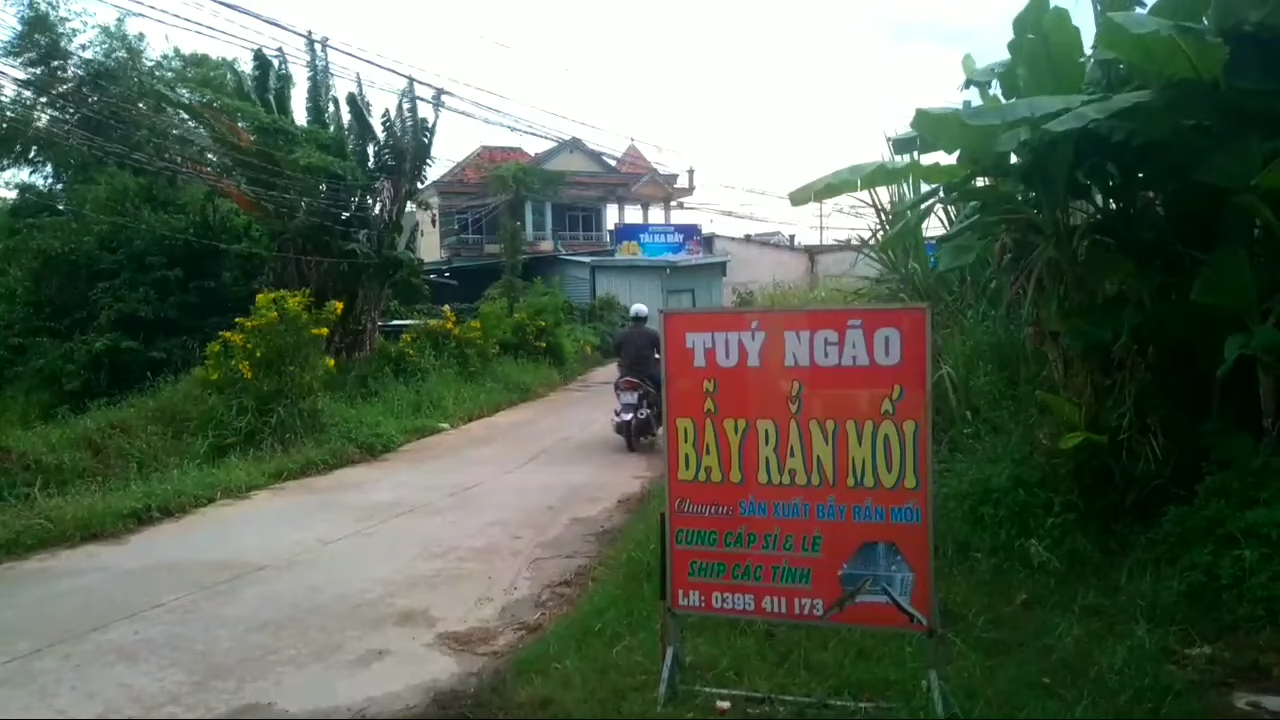 TÀI KA MÂY
TUÝ NGÃO
BẪY RẮN MỐI
Chuyên: SẢN XUẤT BẪY RẮN MỐI
CUNG CẤP SỈ & LẺ
SHIP CÁC TỈNH
LH: 0395 411 173